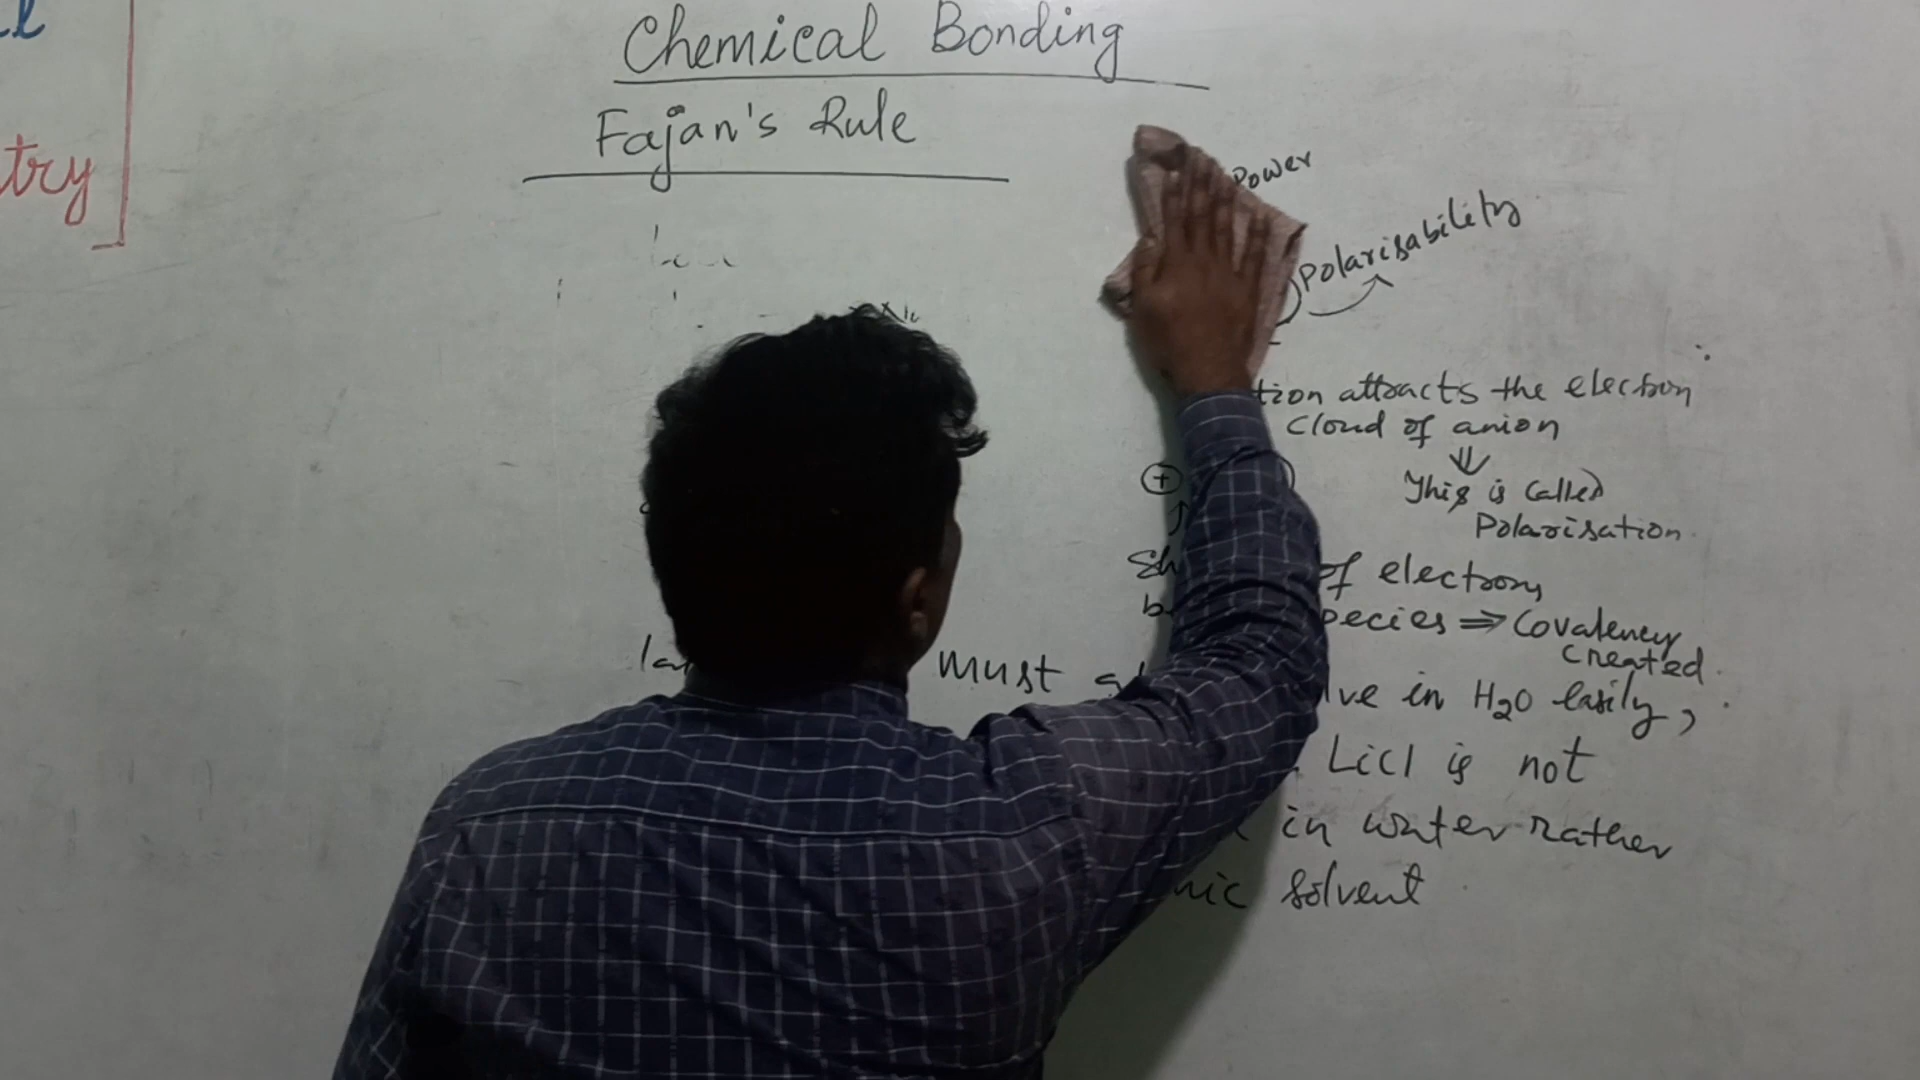 try
Chemical Bonding
Fajan's Rule
Power
Polarisability
tion attracts the electron
cloud of anion
⇓
This is called
Polarisation.
+
Sh of electrons
b pecies ⇒ Covalency
created.
must
lve in H2O easily,
LiCl is not
in water rather
nic solvent